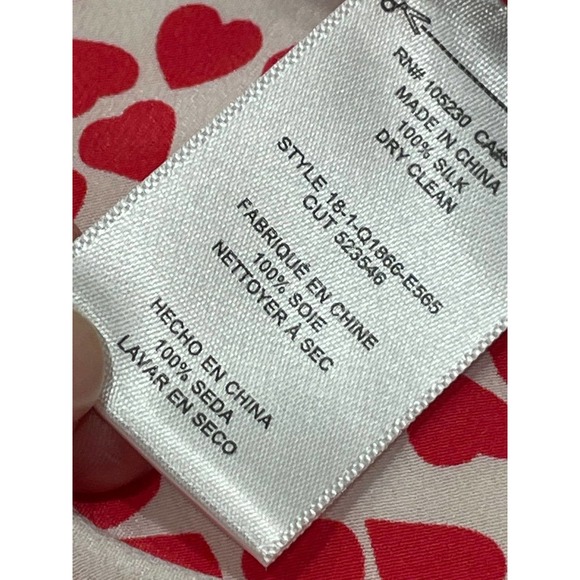 RN# 105230 CA#
MADE IN CHINA
100% SILK
DRY CLEAN
STYLE 18-1-Q1866-E565
CUT 523546
FABRIQUÉ EN CHINE
100% SOIE
NETTOYER À SEC
HECHO EN CHINA
100% SEDA
LAVAR EN SECO